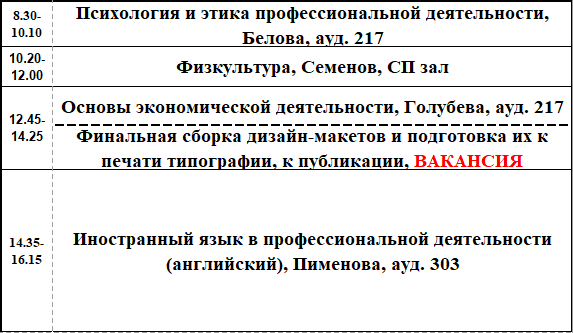 8.30-
10.10
Психология и этика профессиональной деятельности,
Белова, ауд. 217
10.20-
12.00
Физкультура, Семенов, СП зал
12.45-
14.25
Основы экономической деятельности, Голубева, ауд. 217
Финальная сборка дизайн-макетов и подготовка их к
печати типографии, к публикации, ВАКАНСИЯ
14.35-
16.15
Иностранный язык в профессиональной деятельности
(английский), Пименова, ауд. 303